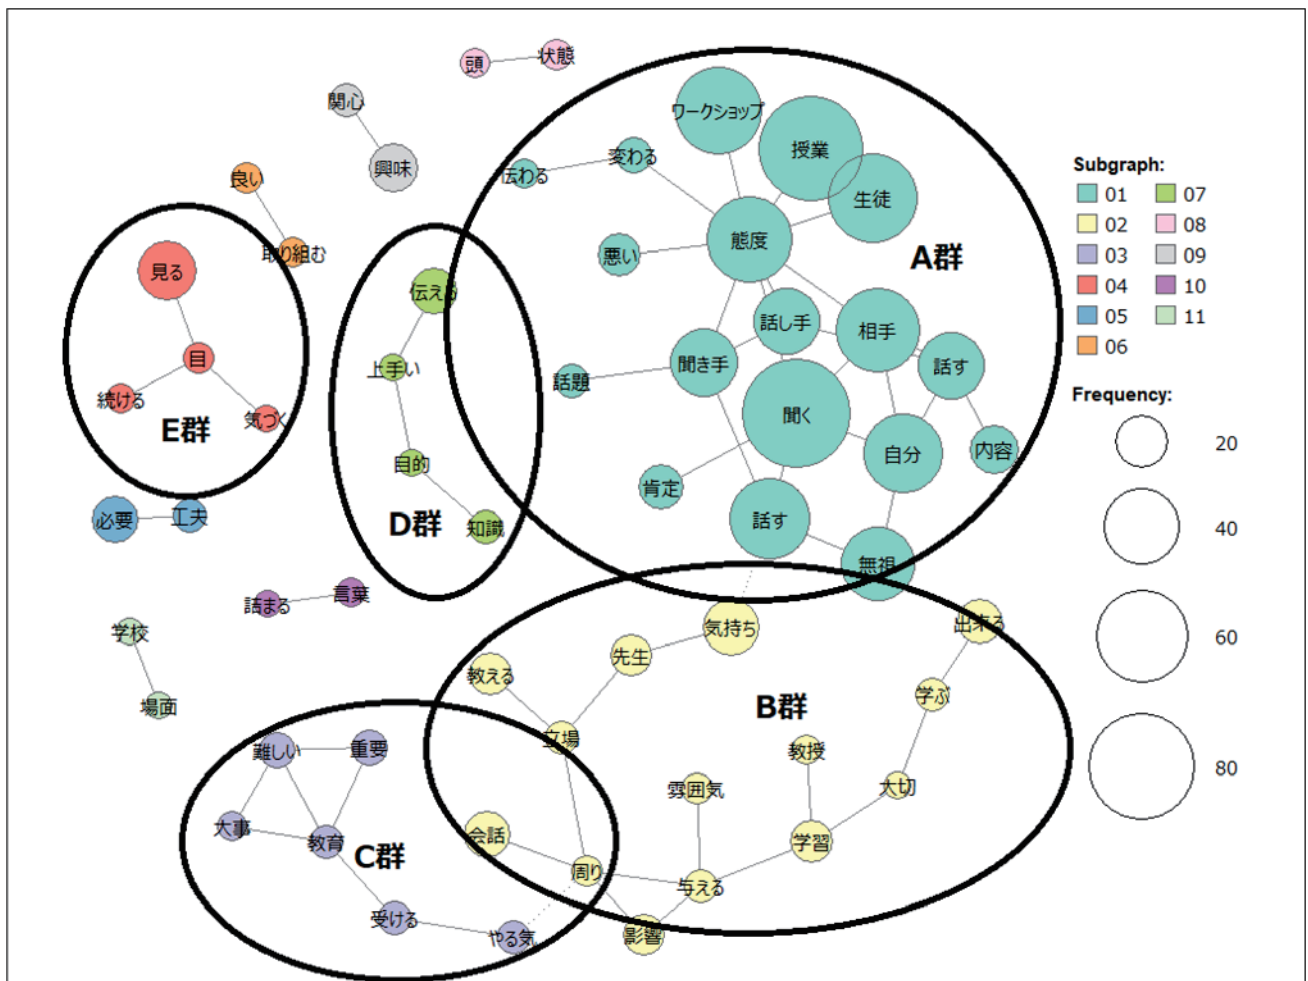 頭
状態
関心
興味
良い
取り組む
見る
目
続ける
気づく
E群
必要
工夫
伝える
上手い
目的
知識
D群
詰まる
言葉
学校
場面
ワークショップ
授業
生徒
変わる
伝わる
態度
悪い
A群
話し手
相手
聞き手
話す
話題
聞く
自分
内容
肯定
話す
無視
気持ち
出来る
先生
教える
学ぶ
B群
立場
教授
雰囲気
大切
会話
学習
周り
与える
影響
難しい
重要
大事
教育
C群
受ける
やる気
Subgraph:
01
02
03
04
05
06
07
08
09
10
11
Frequency:
20
40
60
80